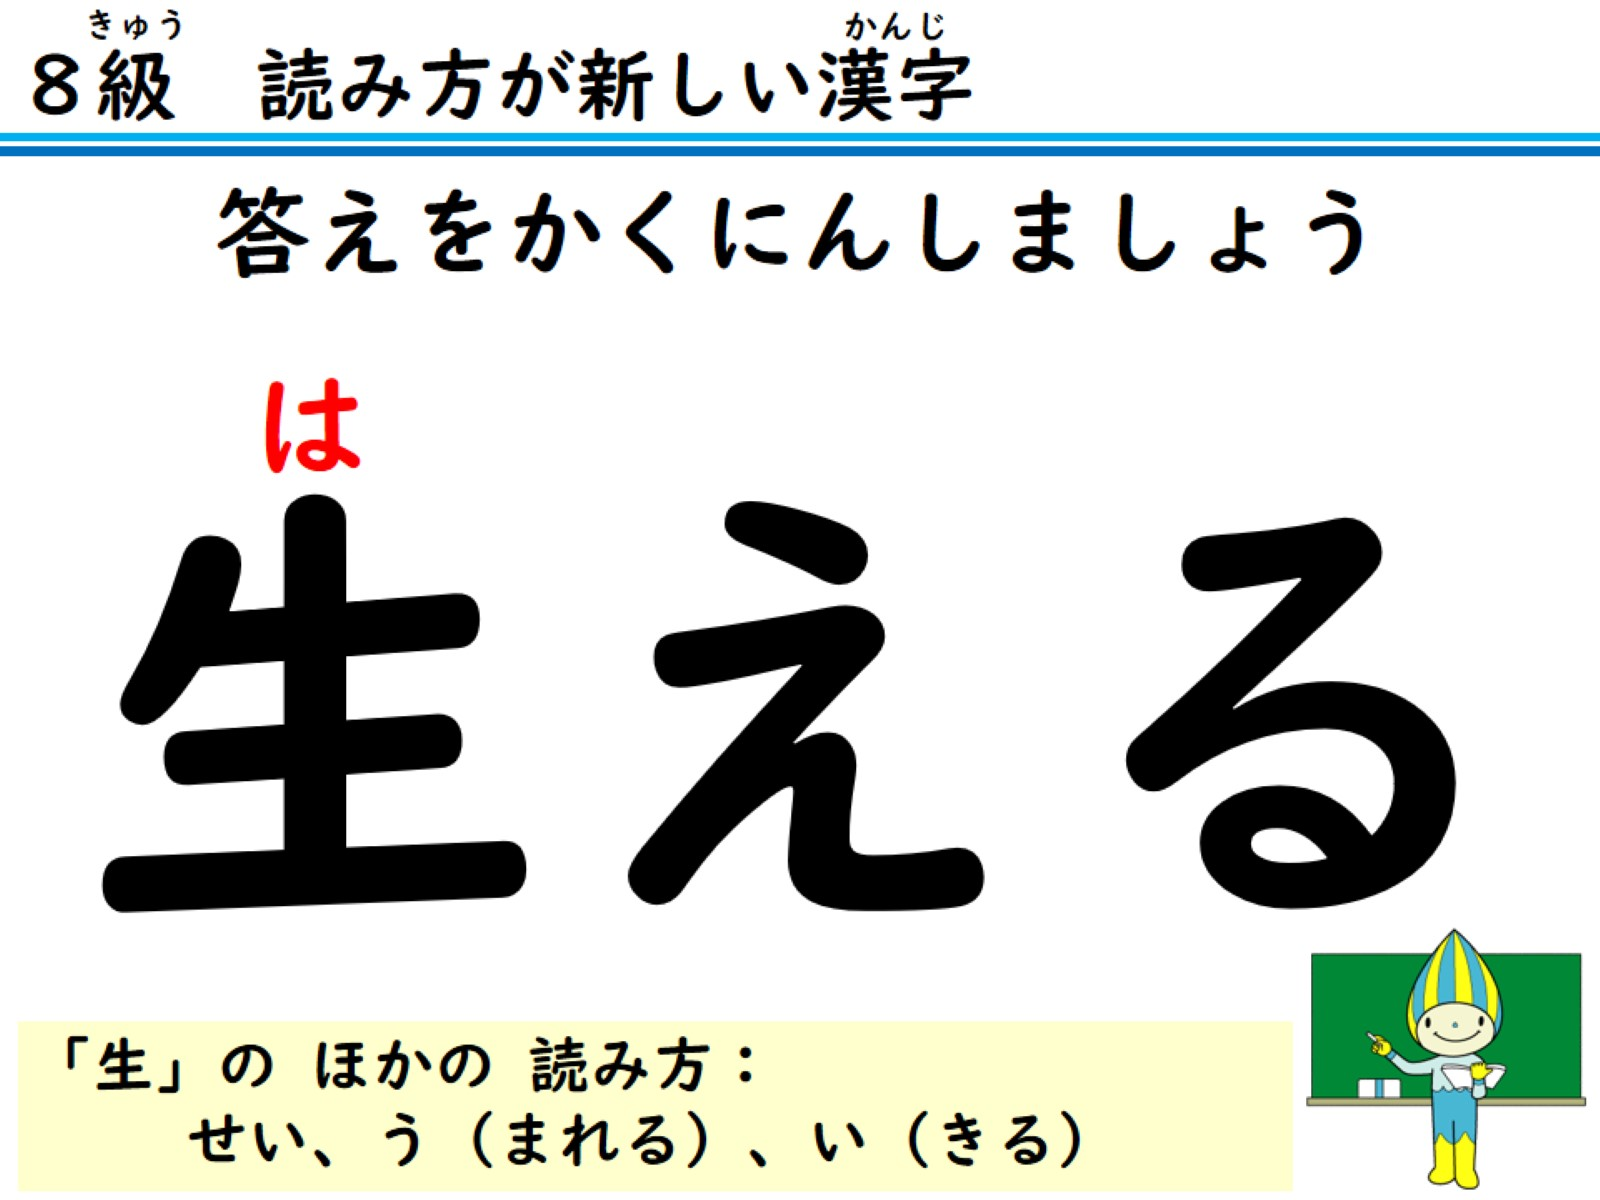 きゅう　かんじ
８級　読み方が新しい漢字
答えをかくにんしましょう
は
生える
「生」の ほかの 読み方：
せい、う（まれる）、い（きる）